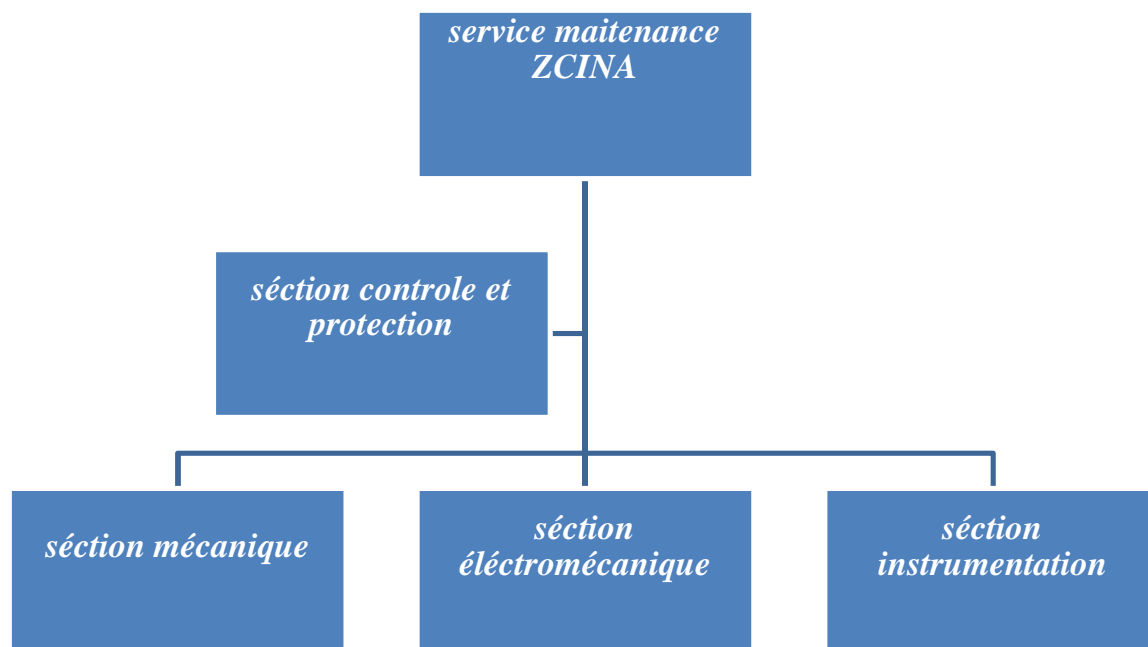 service maitenance
ZCINA
séction controle et
protection
séction mécanique
séction
éléctromécanique
séction
instrumentation